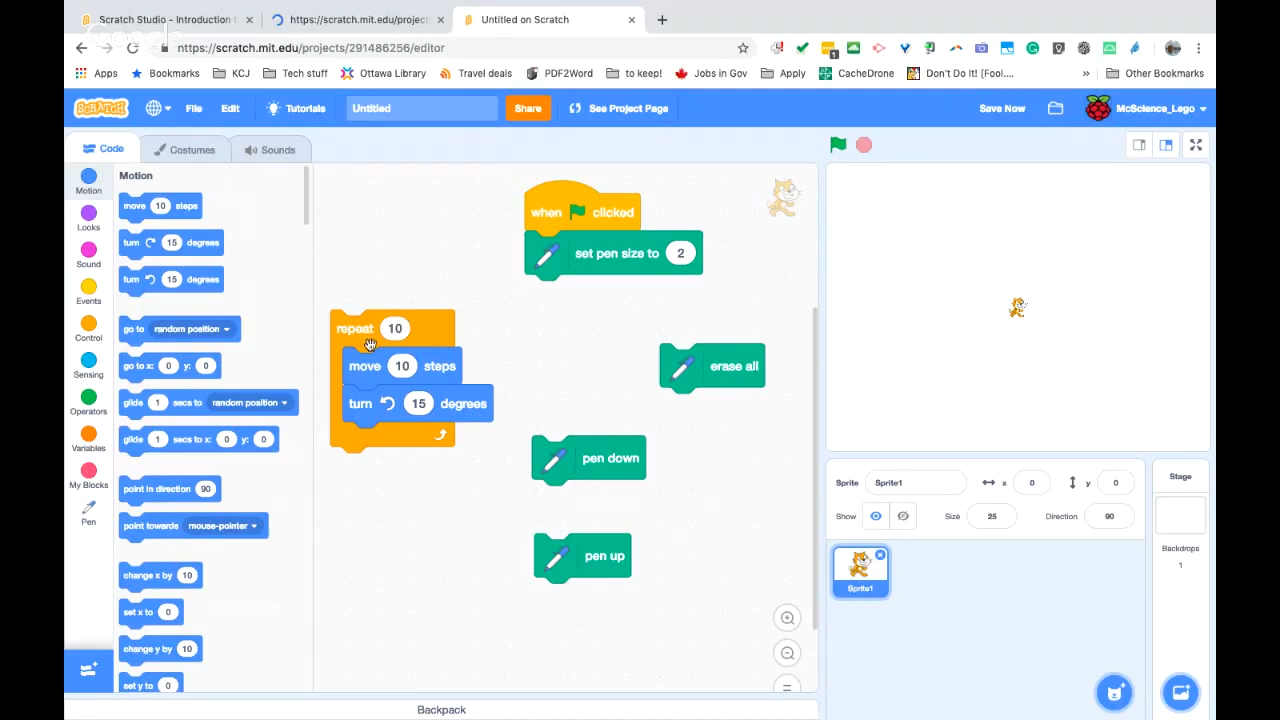 Scratch Studio - Introduction t
https://scratch.mit.edu/project
Untitled on Scratch
Google
https://scratch.mit.edu/projects/291486256/editor
Apps
Bookmarks
KCJ
Tech stuff
Ottawa Library
Travel deals
PDF2Word
to keep!
Jobs in Gov
Apply
CacheDrone
Don't Do It! [Fool....
»
Other Bookmarks
SCRATCH
File
Edit
Tutorials
Untitled
Share
See Project Page
Save Now
McScience_Lego
Code
Costumes
Sounds
Motion
Looks
Sound
Events
Control
Sensing
Operators
Variables
My Blocks
Pen
Motion
move 10 steps
turn 15 degrees
turn 15 degrees
go to random position
go to x: 0 y: 0
glide 1 secs to random position
glide 1 secs to x: 0 y: 0
point in direction 90
point towards mouse-pointer
change x by 10
set x to 0
change y by 10
set y to 0
when clicked
set pen size to 2
repeat 10
move 10 steps
turn 15 degrees
erase all
pen down
pen up
Sprite Sprite1 x 0 y 0
Show Size 25 Direction 90
Sprite1
Stage
Backdrops
1
Backpack